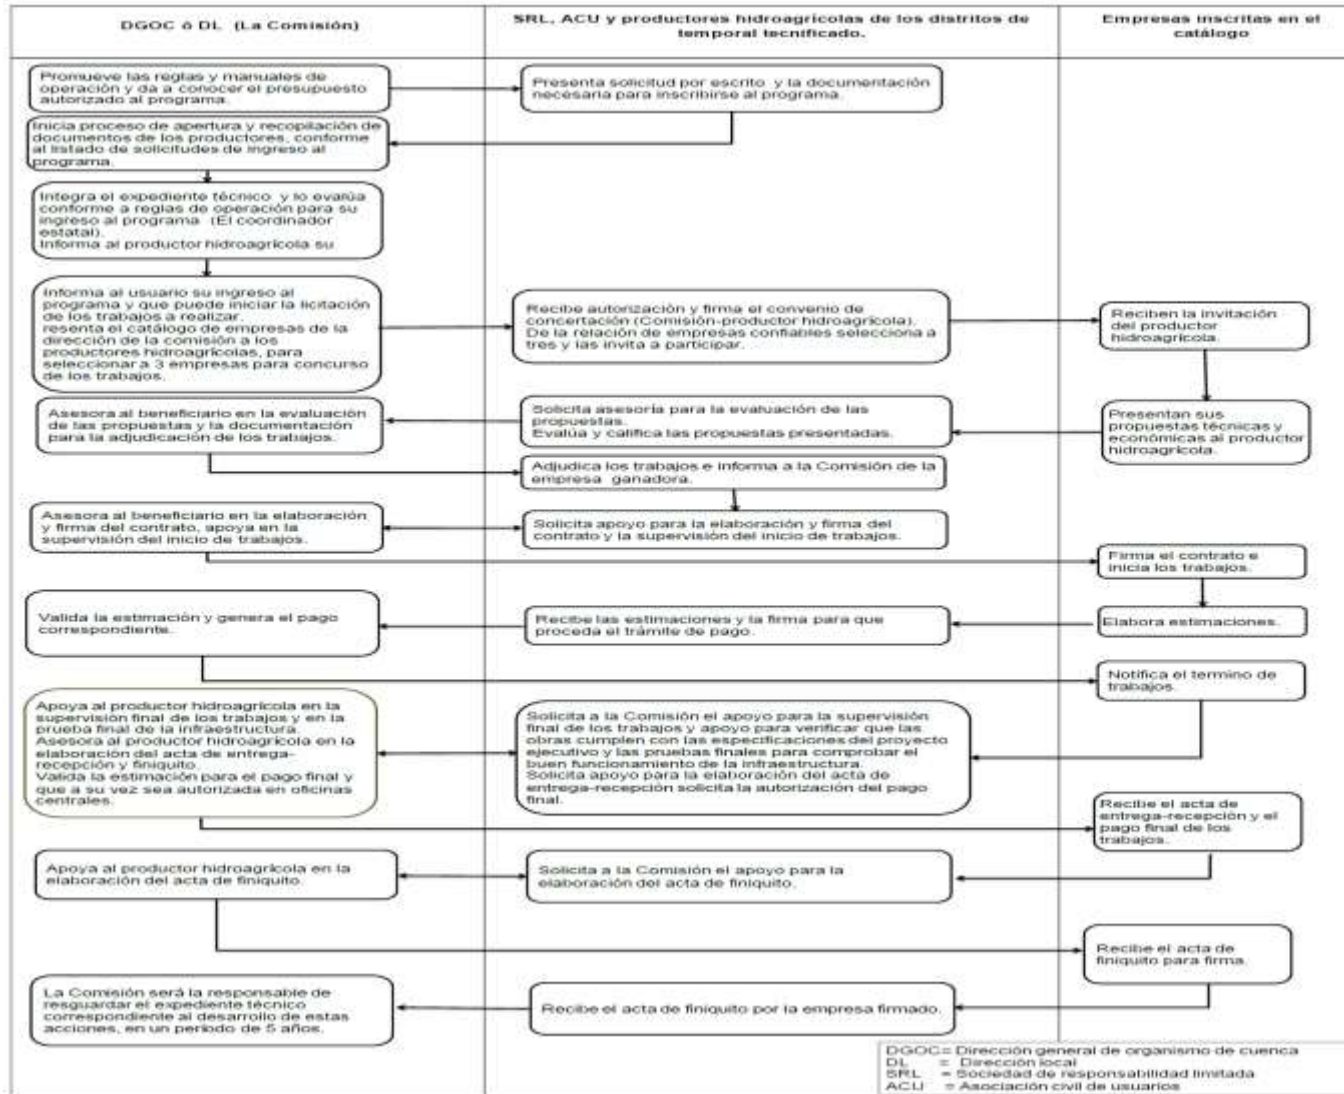 DGOC ó DL (La Comisión)
SRL, ACU y productores hidroagrícolas de los distritos de
temporal tecnificado.
Empresas inscritas en el
catálogo
Promueve las reglas y manuales de
operación y da a conocer el presupuesto
autorizado al programa.
Presenta solicitud por escrito y la documentación
necesaria para inscribirse al programa.
Inicia proceso de apertura y recopilación de
documentos de los productores, conforme
al listado de solicitudes de ingreso al
programa.
Integra el expediente técnico y lo evalúa
conforme a reglas de operación para su
ingreso al programa (El coordinador
estatal).
Informa al productor hidroagrícola su
Informa al usuario su ingreso al
programa y que puede iniciar la licitación
de los trabajos a realizar.
resenta el catálogo de empresas de la
dirección de la comisión a los
productores hidroagrícolas, para
seleccionar a 3 empresas para concurso
de los trabajos.
Recibe autorización y firma el convenio de
concertación (Comisión-productor hidroagrícola).
De la relación de empresas confiables selecciona a
tres y las invita a participar.
Reciben la invitación
del productor
hidroagrícola.
Asesora al beneficiario en la evaluación
de las propuestas y la documentación
para la adjudicación de los trabajos.
Solicita asesoría para la evaluación de las
propuestas.
Evalúa y califica las propuestas presentadas.
Presentan sus
propuestas técnicas y
económicas al productor
hidroagrícola.
Adjudica los trabajos e informa a la Comisión de la
empresa ganadora.
Asesora al beneficiario en la elaboración
y firma del contrato, apoya en la
supervisión del inicio de trabajos.
Solicita apoyo para la elaboración y firma del
contrato y la supervisión del inicio de trabajos.
Firma el contrato e
inicia los trabajos.
Valida la estimación y genera el pago
correspondiente.
Recibe las estimaciones y la firma para que
proceda el trámite de pago.
Elabora estimaciones.
Notifica el termino de
trabajos.
Apoya al productor hidroagrícola en la
supervisión final de los trabajos y en la
prueba final de la infraestructura.
Asesora al productor hidroagrícola en la
elaboración del acta de entrega-
recepción y finiquito.
Valida la estimación para el pago final y
que a su vez sea autorizada en oficinas
centrales.
Solicita a la Comisión el apoyo para la supervisión
final de los trabajos y apoyo para verificar que las
obras cumplen con las especificaciones del proyecto
ejecutivo y las pruebas finales para comprobar el
buen funcionamiento de la infraestructura.
Solicita apoyo para la elaboración del acta de
entrega-recepción solicita la autorización del pago
final.
Recibe el acta de
entrega-recepción y el
pago final de los
trabajos.
Apoya al productor hidroagrícola en la
elaboración del acta de finiquito.
Solicita a la Comisión el apoyo para la
elaboración del acta de finiquito.
Recibe el acta de
finiquito para firma.
La Comisión será la responsable de
resguardar el expediente técnico
correspondiente al desarrollo de estas
acciones, en un período de 5 años.
Recibe el acta de finiquito por la empresa firmado.
DGOC= Dirección general de organismo de cuenca
DL = Dirección local
SRL = Sociedad de responsabilidad limitada
ACU = Asociación civil de usuarios